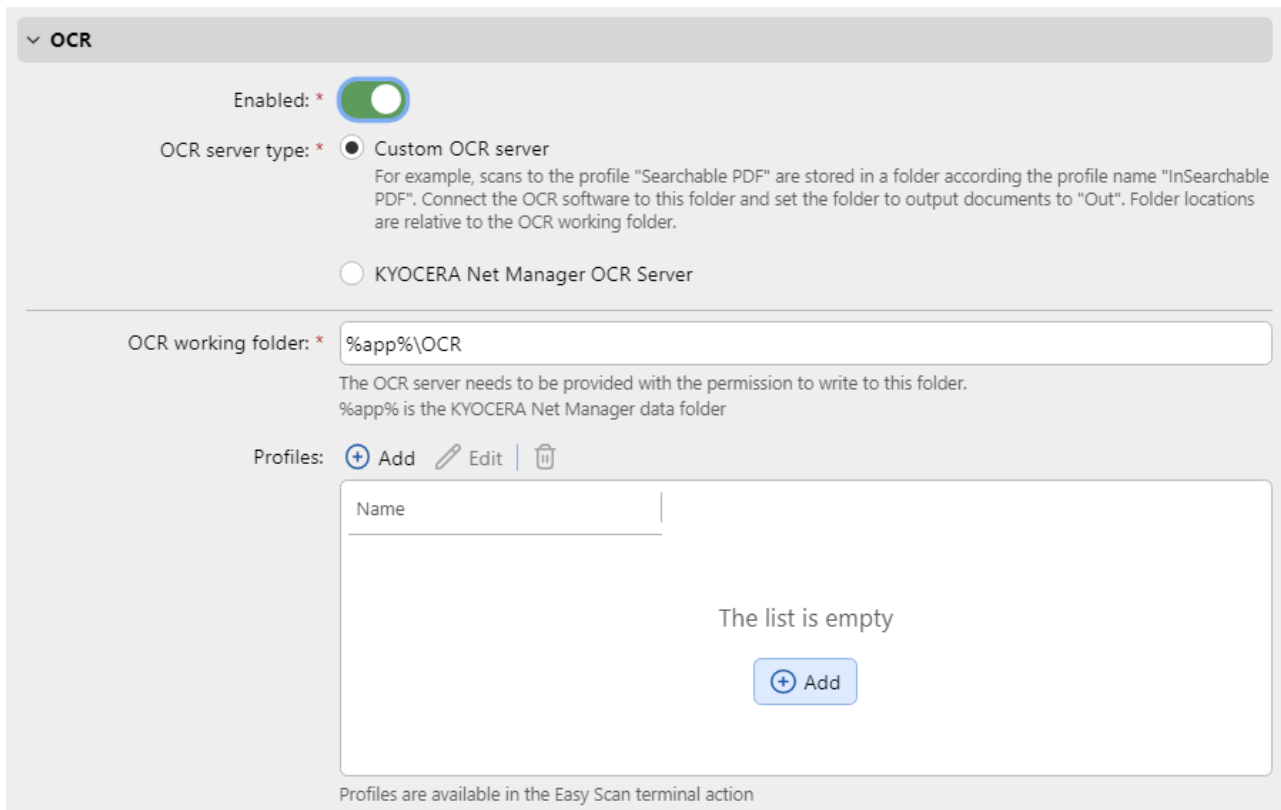 OCR
Enabled: *
OCR server type: * Custom OCR server
For example, scans to the profile "Searchable PDF" are stored in a folder according the profile name "InSearchable
PDF". Connect the OCR software to this folder and set the folder to output documents to "Out". Folder locations
are relative to the OCR working folder.
KYOCERA Net Manager OCR Server
OCR working folder: * %app%\OCR
The OCR server needs to be provided with the permission to write to this folder.
%app% is the KYOCERA Net Manager data folder
Profiles: Add Edit
Name
The list is empty
Add
Profiles are available in the Easy Scan terminal action